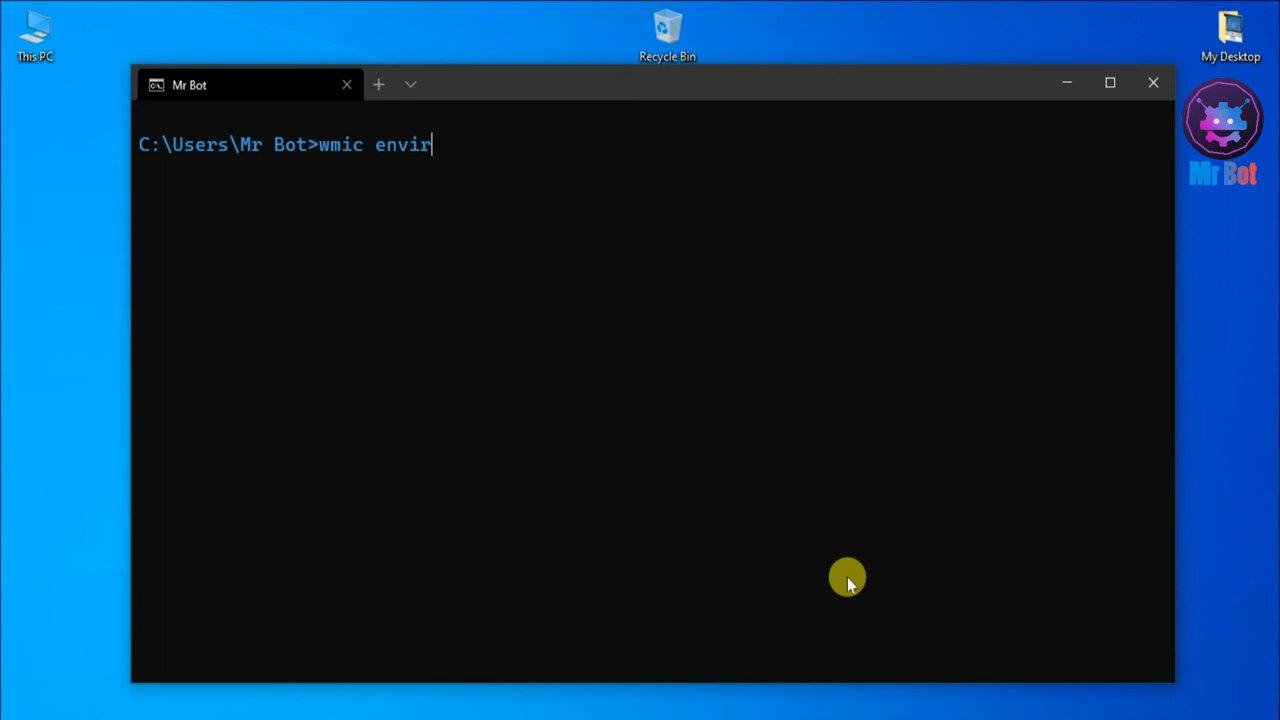 This PC
Recycle Bin
My Desktop
Mr Bot
Mr Bot
C:\Users\Mr Bot>wmic envir